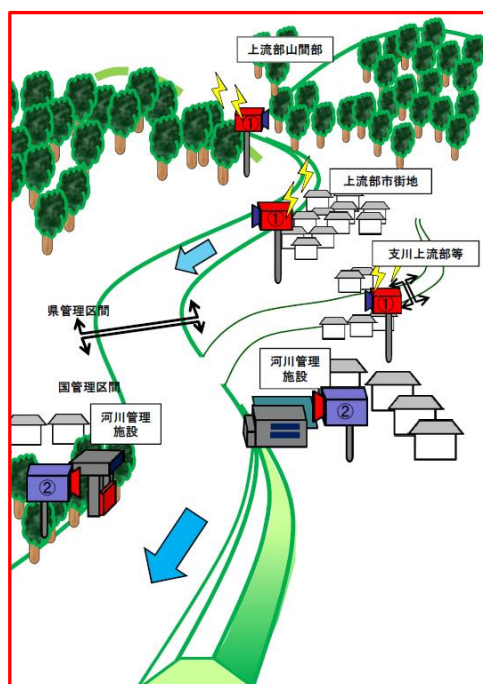 上流部山間部
①
上流部市街地
①
支川上流部等
①
県管理区間
国管理区間
河川管理
施設
②
河川管理
施設
②